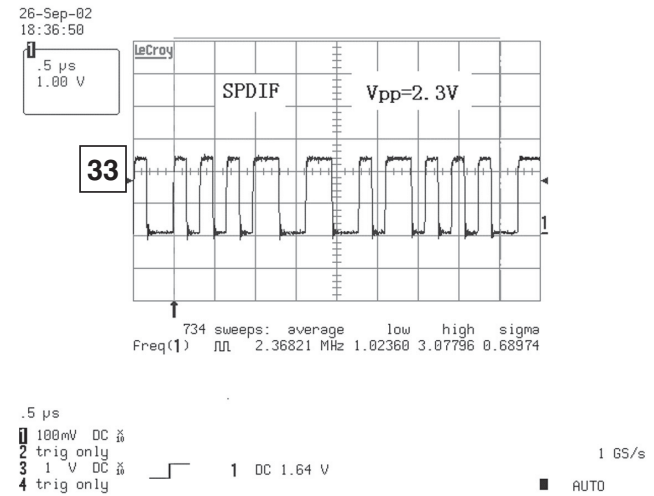 26-Sep-02
18:36:50
1
.5 µs
1.00 V
LeCroy
SPDIF Vpp=2.3V
33
1
734 sweeps: average low high sigma
Freq(1) 2.36821 MHz 1.02360 3.07796 0.68974
.5 µs
1 100mV DC X10
2 trig only
3 1 V DC X10
4 trig only
1 DC 1.64 V
1 GS/s
AUTO